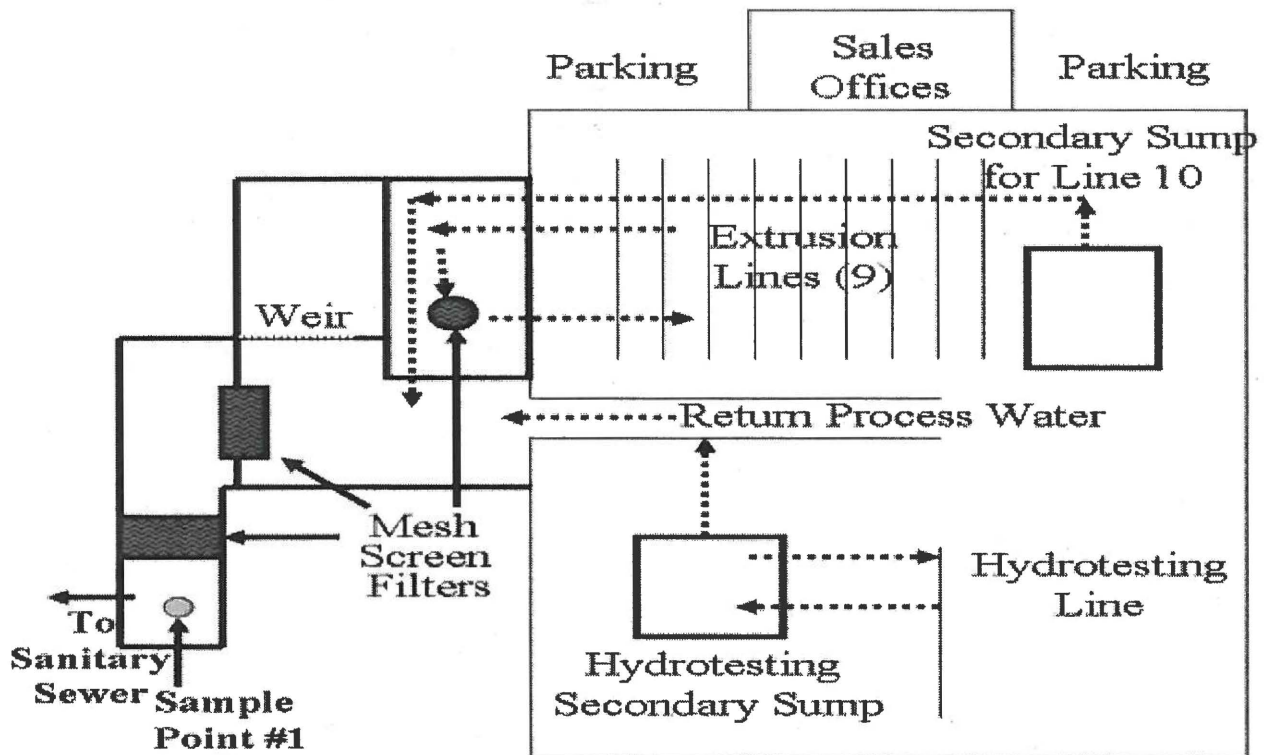 Sales
Offices
Parking
Parking
Secondary Sump
for Line 10
Extrusion
Lines (9)
Weir
Return Process Water
Mesh
Screen
Filters
Hydrotesting
Line
To
Sanitary
Sewer
Sample
Point #1
Hydrotesting
Secondary Sump